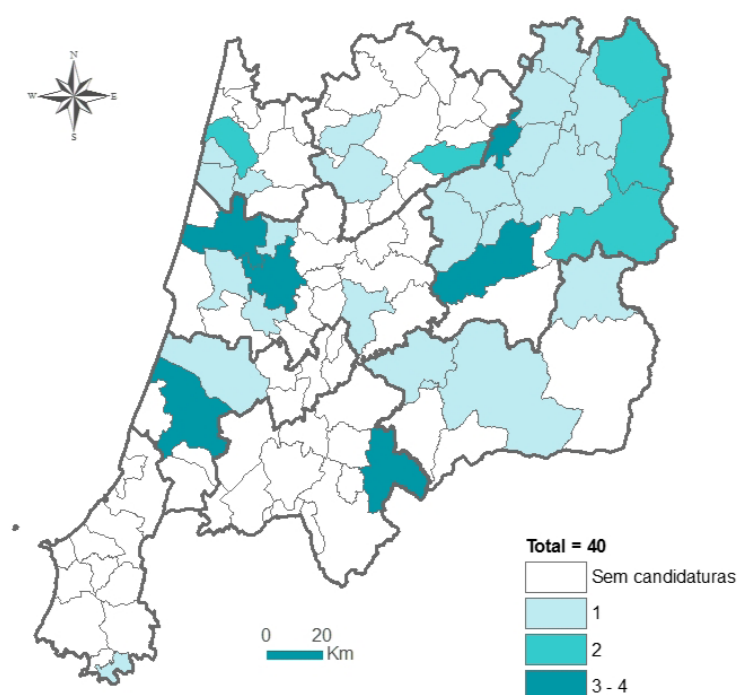 N
W E
S
Total = 40
Sem candidaturas
1
2
3 - 4
0 20
Km